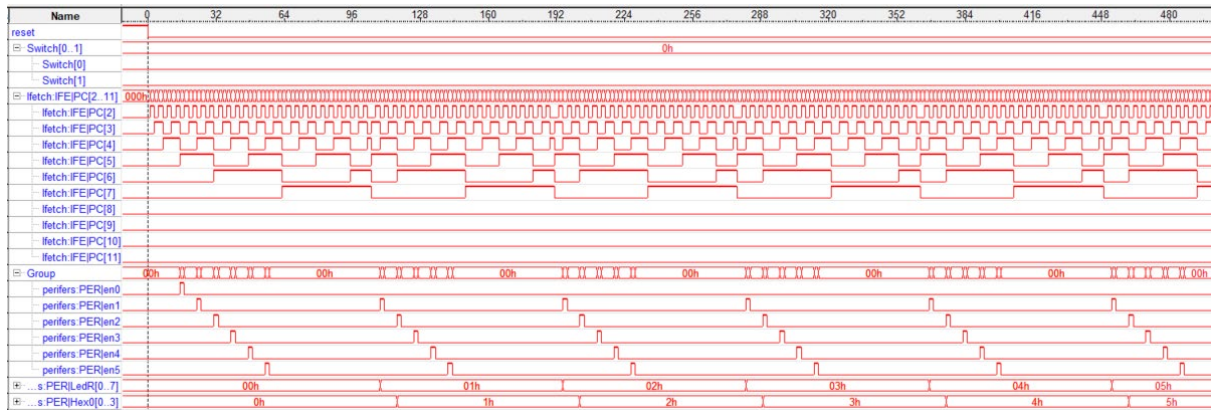 Name 0 32 64 96 128 160 192 224 256 288 320 352 384 416 448 480
reset
Switch[0..1] 0h
Switch[0]
Switch[1]
Ifetch:IFE|PC[2..11] 000h
Ifetch:IFE|PC[2]
Ifetch:IFE|PC[3]
Ifetch:IFE|PC[4]
Ifetch:IFE|PC[5]
Ifetch:IFE|PC[6]
Ifetch:IFE|PC[7]
Ifetch:IFE|PC[8]
Ifetch:IFE|PC[9]
Ifetch:IFE|PC[10]
Ifetch:IFE|PC[11]
Group 00h 00h 00h 00h 00h 00h 00h
perifers:PER|en0
perifers:PER|en1
perifers:PER|en2
perifers:PER|en3
perifers:PER|en4
perifers:PER|en5
...s:PER|LedR[0..7] 00h 01h 02h 03h 04h 05h
...s:PER|Hex0[0..3] 0h 1h 2h 3h 4h 5h